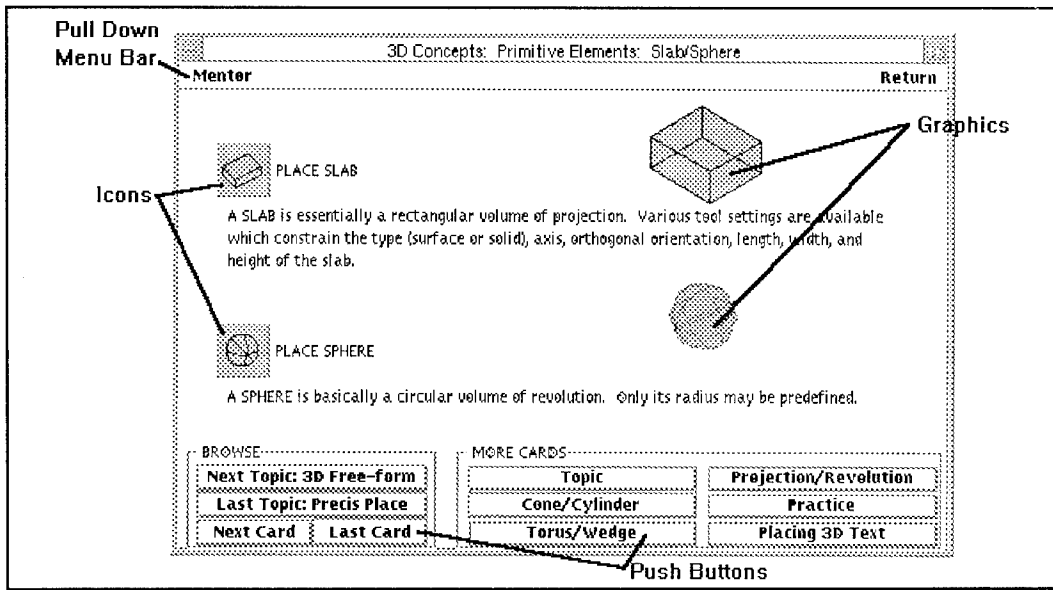 Pull Down
Menu Bar
3D Concepts: Primitive Elements: Slab/Sphere
Mentor
Return
Graphics
Icons
PLACE SLAB
A SLAB is essentially a rectangular volume of projection. Various tool settings are available
which constrain the type (surface or solid), axis, orthogonal orientation, length, width, and
height of the slab.
PLACE SPHERE
A SPHERE is basically a circular volume of revolution. Only its radius may be predefined.
BROWSE
Next Topic: 3D Free-form
Last Topic: Precis Place
Next Card
Last Card
MORE CARDS
Topic
Projection/Revolution
Cone/Cylinder
Practice
Torus/Wedge
Placing 3D Text
Push Buttons